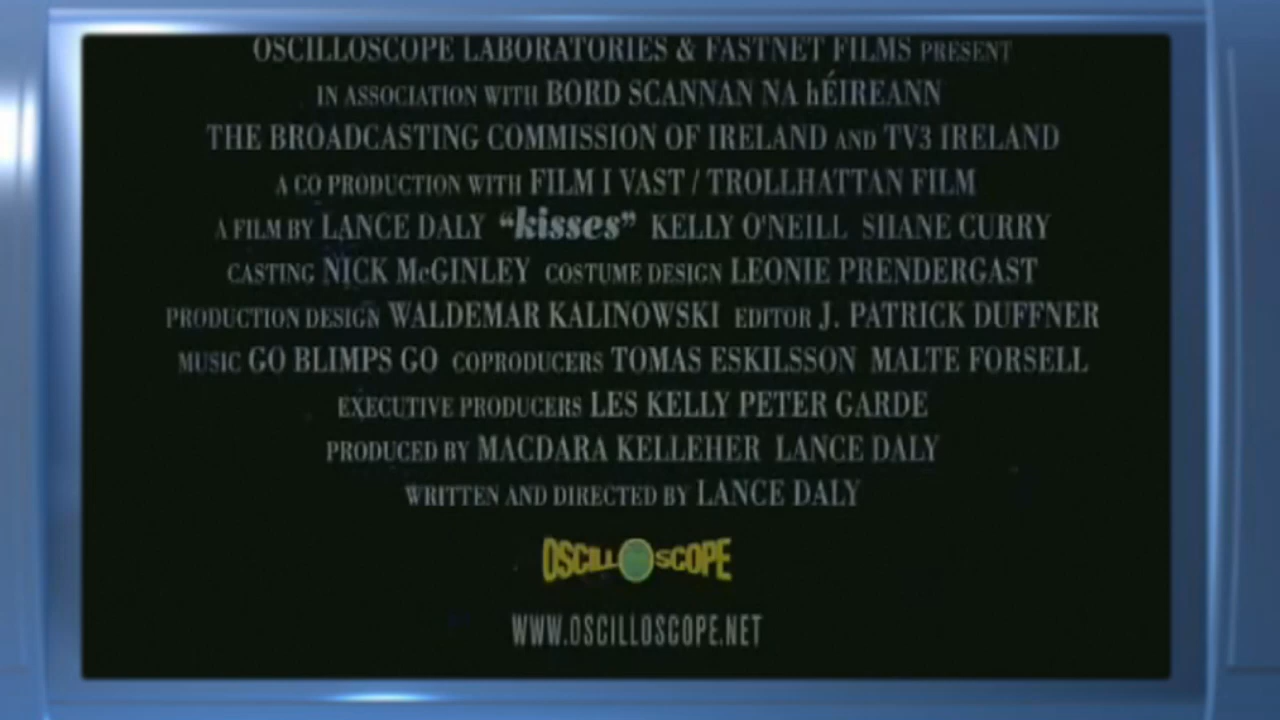 OSCILLOSCOPE LABORATORIES & FASTNET FILMS PRESENT
IN ASSOCIATION WITH BORD SCANNAN NA hÉIREANN
THE BROADCASTING COMMISSION OF IRELAND AND TV3 IRELAND
A CO PRODUCTION WITH FILM I VAST / TROLLHATTAN FILM
A FILM BY LANCE DALY "kisses" KELLY O'NEILL SHANE CURRY
CASTING NICK McGINLEY COSTUME DESIGN LEONIE PRENDERGAST
PRODUCTION DESIGN WALDEMAR KALINOWSKI EDITOR J. PATRICK DUFFNER
MUSIC GO BLIMPS GO COPRODUCERS TOMAS ESKILSSON MALTE FORSELL
EXECUTIVE PRODUCERS LES KELLY PETER GARDE
PRODUCED BY MACDARA KELLEHER LANCE DALY
WRITTEN AND DIRECTED BY LANCE DALY
OSCILLOSCOPE
WWW.OSCILLOSCOPE.NET